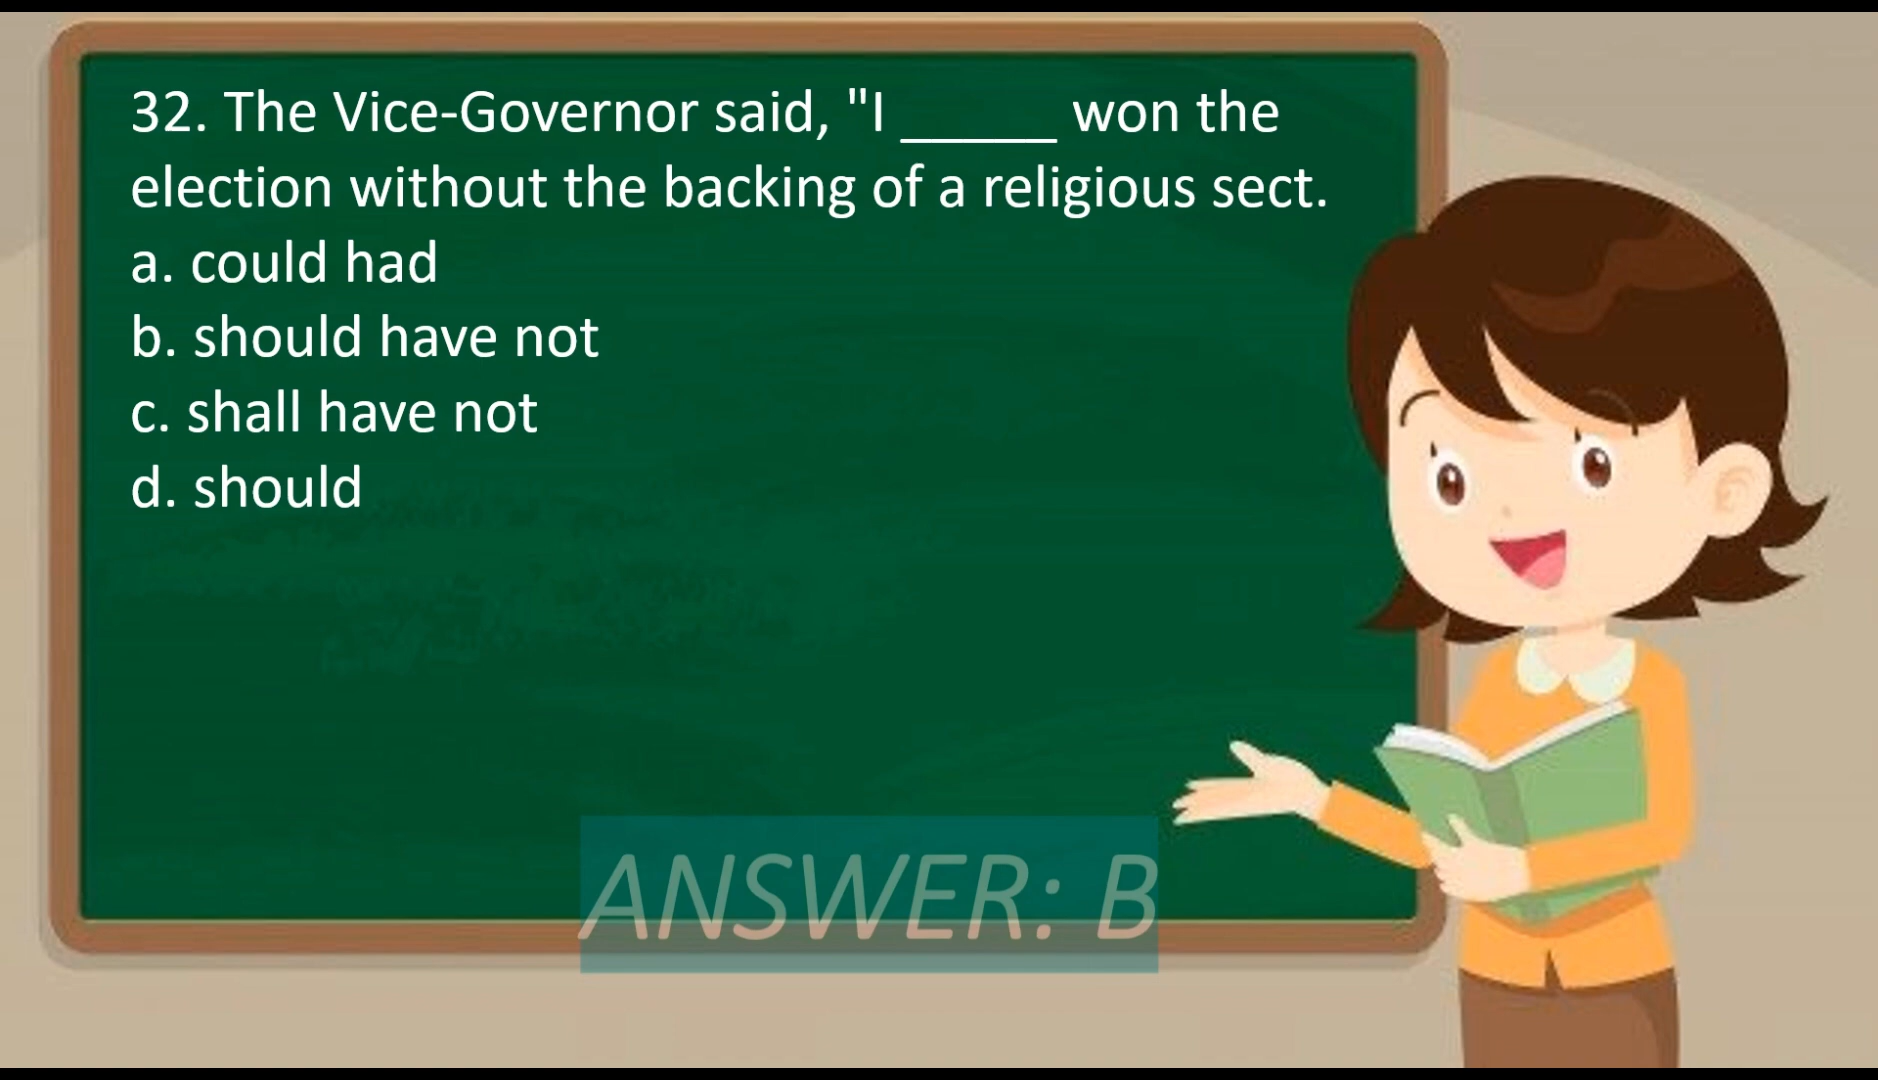 32. The Vice-Governor said, "I _____ won the
election without the backing of a religious sect.
a. could had
b. should have not
c. shall have not
d. should
ANSWER: B